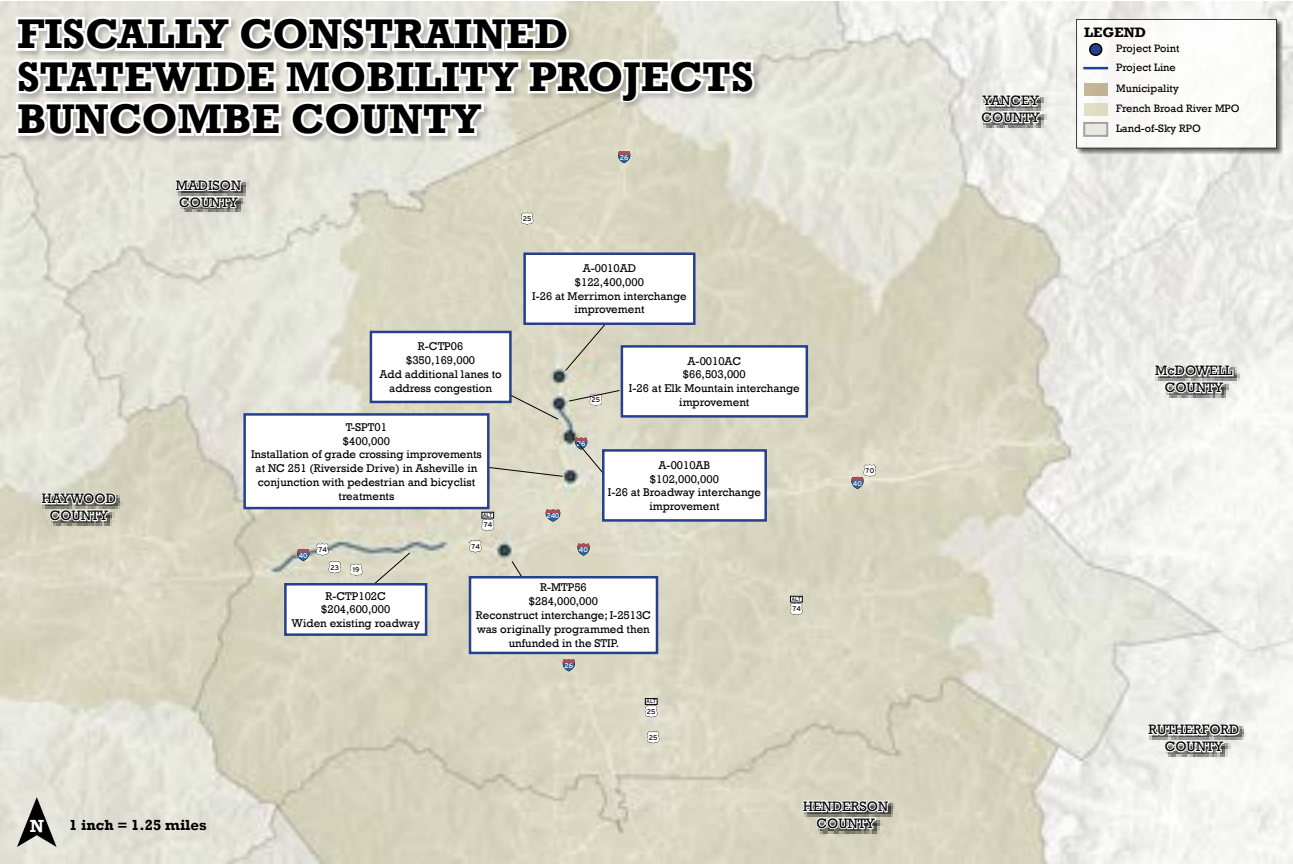 FISCALLY CONSTRAINED
STATEWIDE MOBILITY PROJECTS
BUNCOMBE COUNTY
LEGEND
Project Point
Project Line
Municipality
French Broad River MPO
Land-of-Sky RPO
YANCEY
COUNTY
MADISON
COUNTY
26
25
A-0010AD
$122,400,000
I-26 at Merrimon interchange
improvement
R-CTP06
$350,169,000
Add additional lanes to
address congestion
A-0010AC
$66,503,000
I-26 at Elk Mountain interchange
improvement
25
McDOWELL
COUNTY
T-SPT01
$400,000
Installation of grade crossing improvements
at NC 251 (Riverside Drive) in Asheville in
conjunction with pedestrian and bicyclist
treatments
26
A-0010AB
$102,000,000
I-26 at Broadway interchange
improvement
70
40
HAYWOOD
COUNTY
ALT
74
240
40
74
74
40
23
19
R-CTP102C
$204,600,000
Widen existing roadway
R-MTP56
$284,000,000
Reconstruct interchange; I-2513C
was originally programmed then
unfunded in the STIP.
ALT
74
26
ALT
25
25
RUTHERFORD
COUNTY
HENDERSON
COUNTY
N
1 inch = 1.25 miles